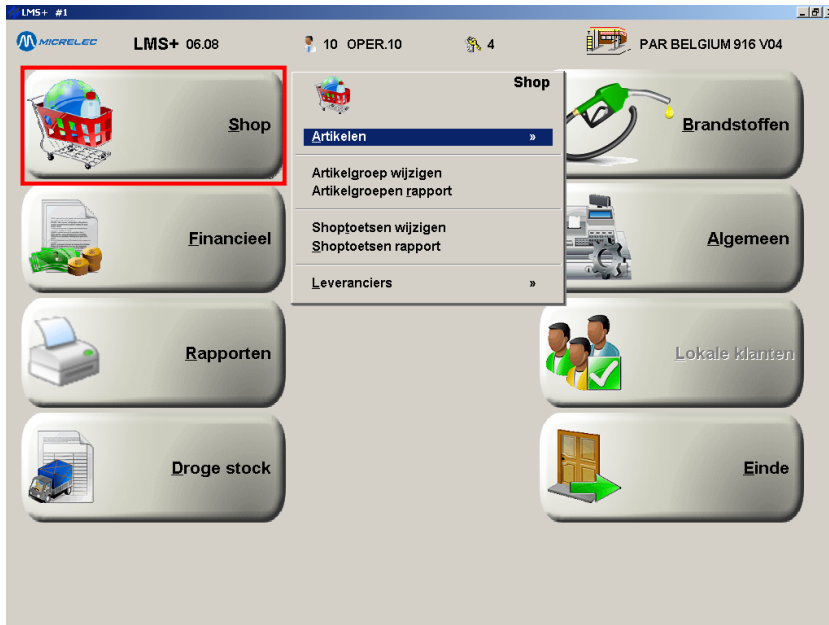 LMS+ #1
MICRELEC
LMS+ 06.08
10 OPER.10
4
PAR BELGIUM 916 V04
Shop
Shop
Artikelen »
Artikelgroep wijzigen
Artikelgroepen rapport
Shoptoetsen wijzigen
Shoptoetsen rapport
Leveranciers »
Brandstoffen
Financieel
Algemeen
Rapporten
Lokale klanten
Droge stock
Einde